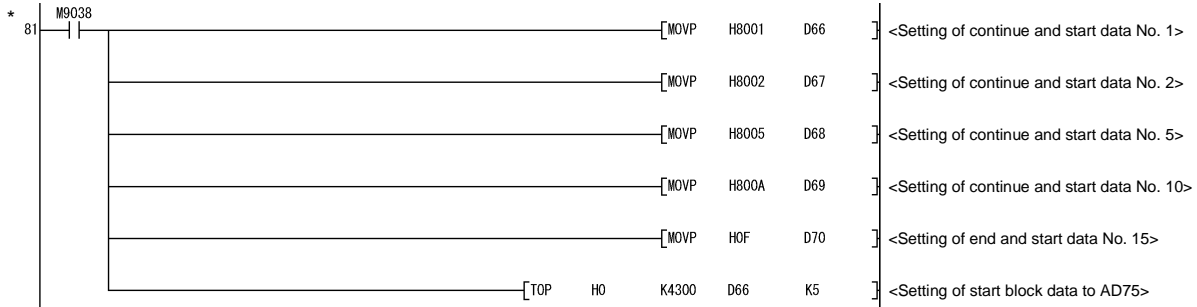 * M9038
81 [MOVP H8001 D66 ] <Setting of continue and start data No. 1>
[MOVP H8002 D67 ] <Setting of continue and start data No. 2>
[MOVP H8005 D68 ] <Setting of continue and start data No. 5>
[MOVP H800A D69 ] <Setting of continue and start data No. 10>
[MOVP H0F D70 ] <Setting of end and start data No. 15>
[TOP H0 K4300 D66 K5 ] <Setting of start block data to AD75>